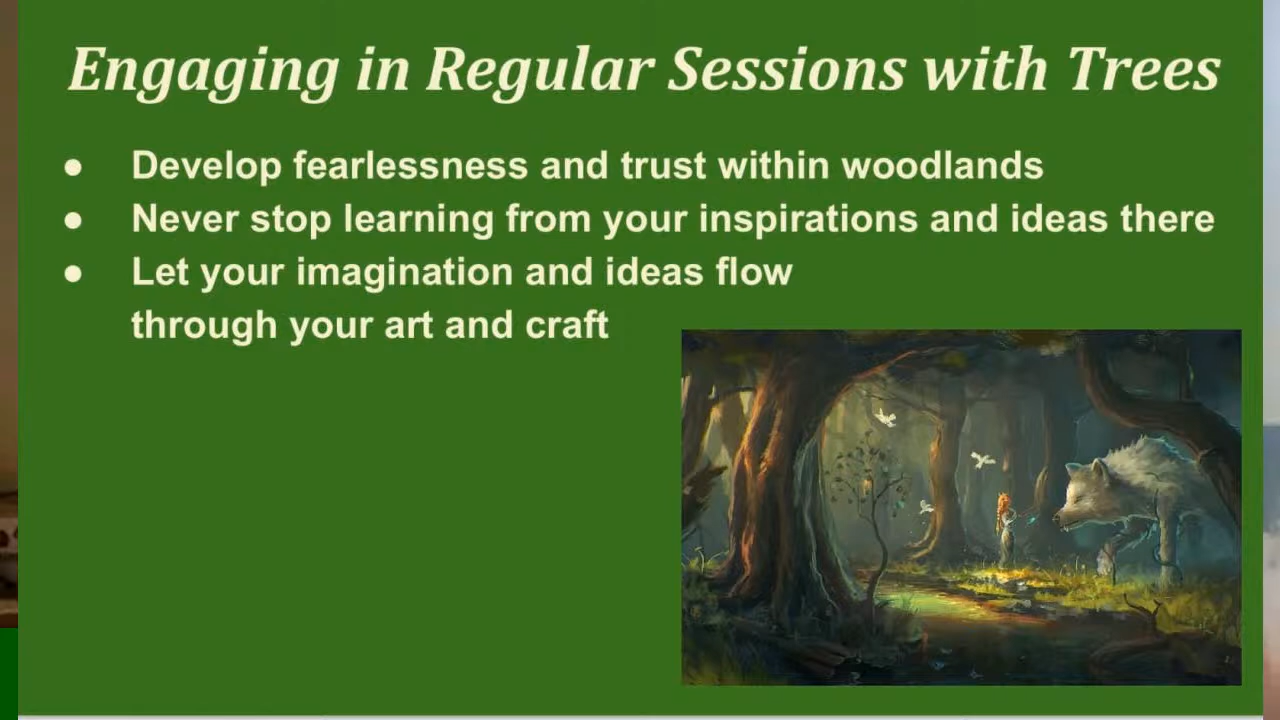 Engaging in Regular Sessions with Trees
● Develop fearlessness and trust within woodlands
● Never stop learning from your inspirations and ideas there
● Let your imagination and ideas flow
through your art and craft